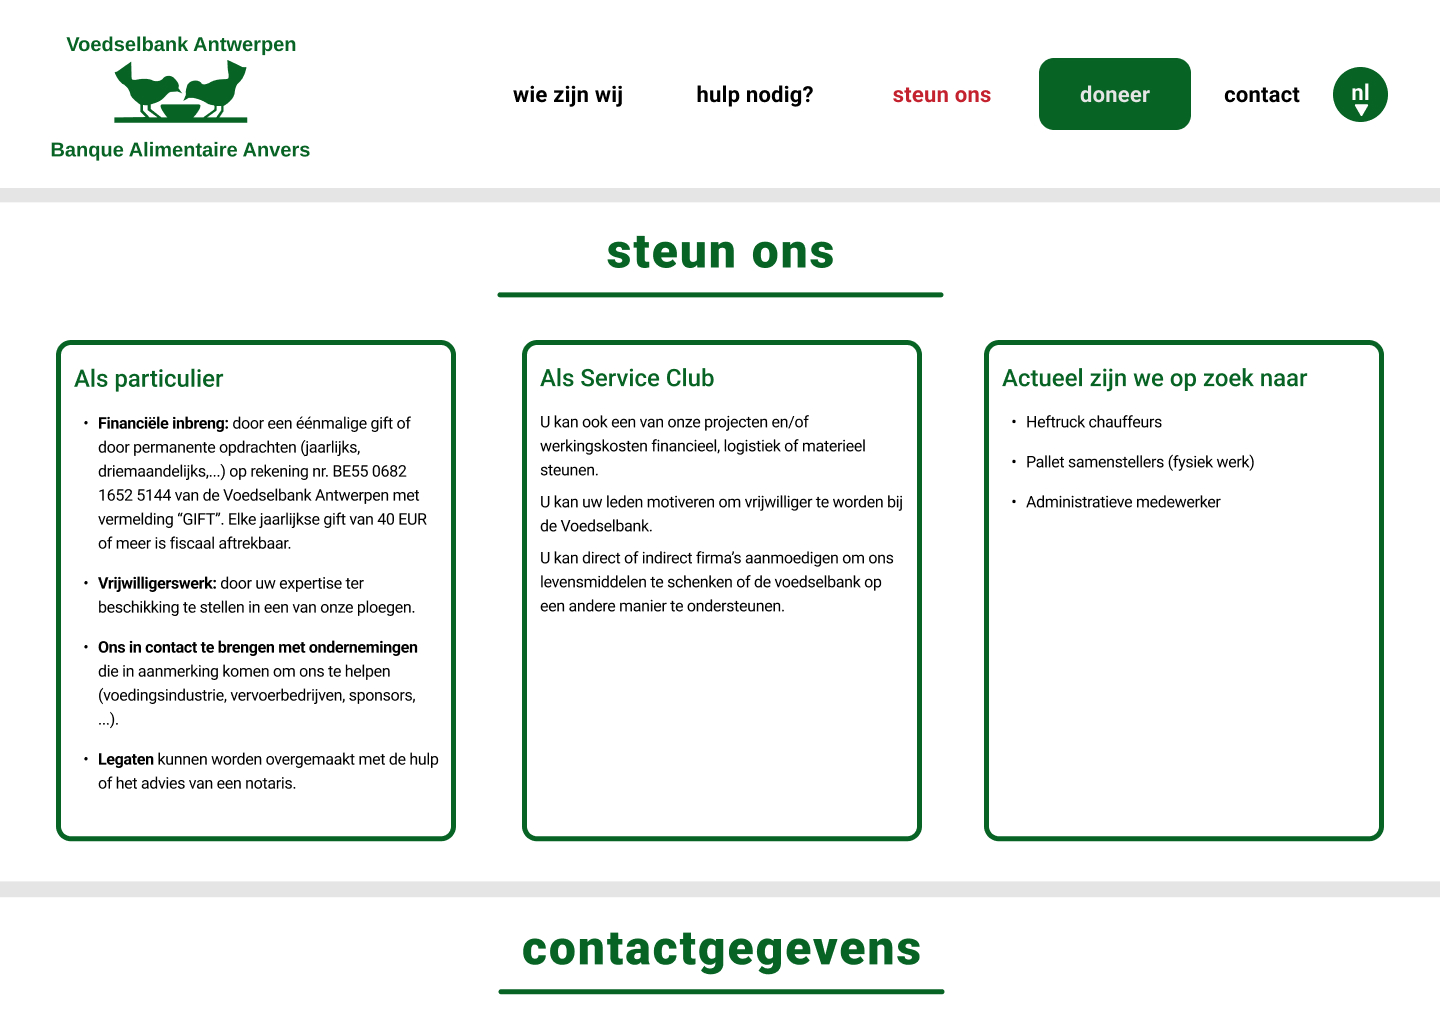 Voedselbank Antwerpen
Banque Alimentaire Anvers
wie zijn wij
hulp nodig?
steun ons
doneer
contact
nl
steun ons
Als particulier
• Financiële inbreng: door een éénmalige gift of
door permanente opdrachten (jaarlijks,
driemaandelijks,...) op rekening nr. BE55 0682
1652 5144 van de Voedselbank Antwerpen met
vermelding “GIFT”. Elke jaarlijkse gift van 40 EUR
of meer is fiscaal aftrekbaar.
• Vrijwilligerswerk: door uw expertise ter
beschikking te stellen in een van onze ploegen.
• Ons in contact te brengen met ondernemingen
die in aanmerking komen om ons te helpen
(voedingsindustrie, vervoerbedrijven, sponsors,
...).
• Legaten kunnen worden overgemaakt met de hulp
of het advies van een notaris.
Als Service Club
U kan ook een van onze projecten en/of
werkingskosten financieel, logistiek of materieel
steunen.
U kan uw leden motiveren om vrijwilliger te worden bij
de Voedselbank.
U kan direct of indirect firma’s aanmoedigen om ons
levensmiddelen te schenken of de voedselbank op
een andere manier te ondersteunen.
Actueel zijn we op zoek naar
• Heftruck chauffeurs
• Pallet samenstellers (fysiek werk)
• Administratieve medewerker
contactgegevens